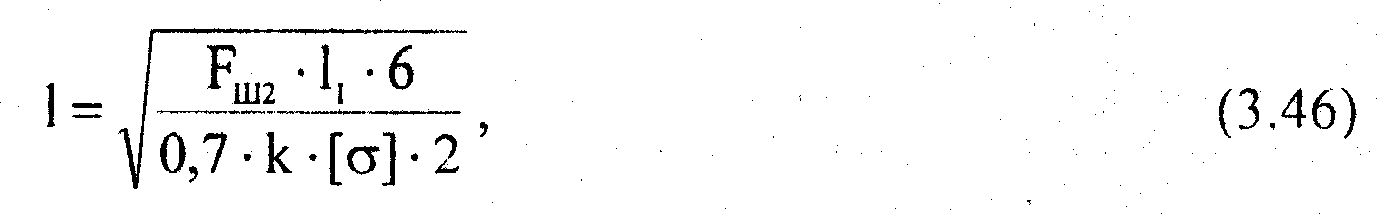 l = √(F_Ш2 · l_1 · 6 / 0,7 · k · [σ] · 2), (3.46)